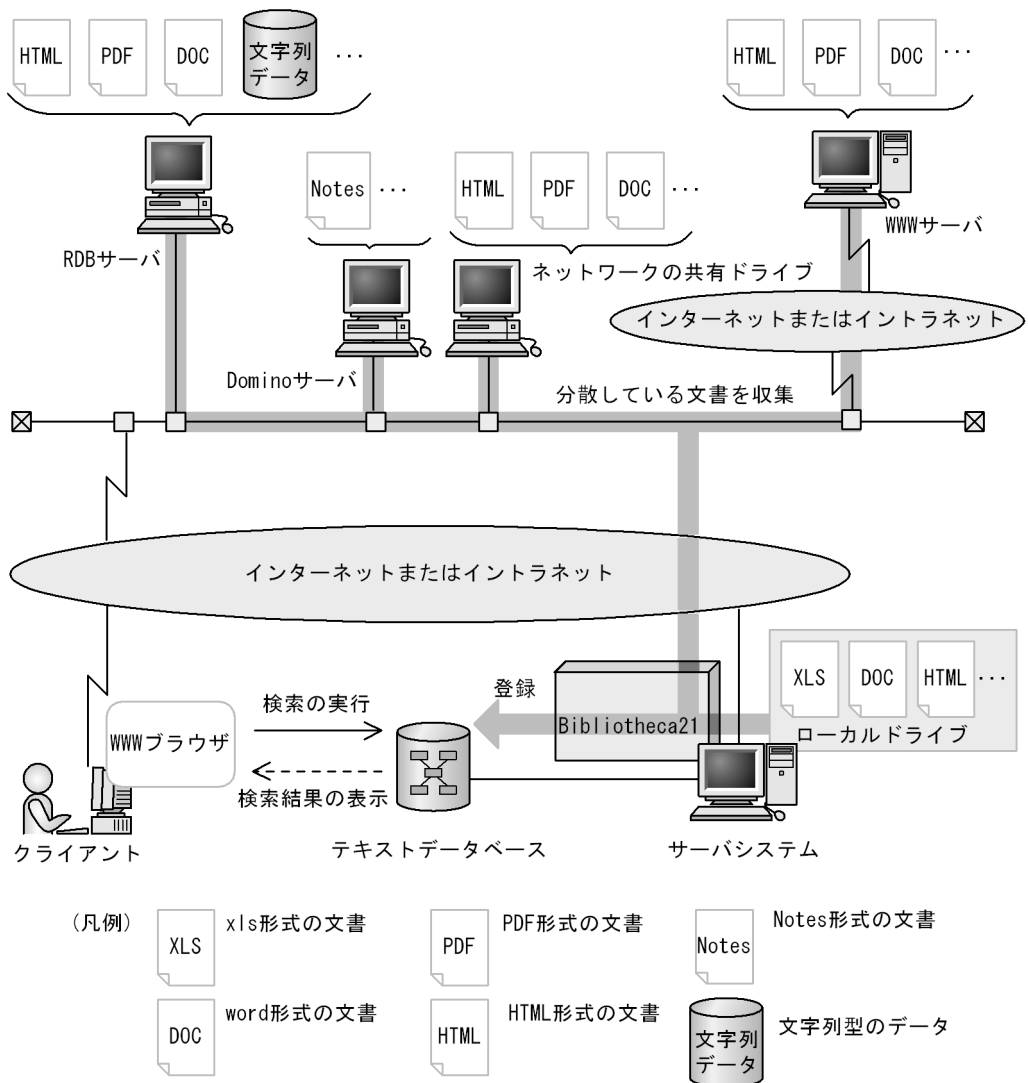 HTML
PDF
DOC
文字列
データ
...
HTML
PDF
DOC
...
Notes
...
HTML
PDF
DOC
...
RDBサーバ
WWWサーバ
ネットワークの共有ドライブ
インターネットまたはイントラネット
Dominoサーバ
分散している文書を収集
インターネットまたはイントラネット
XLS
DOC
HTML
...
登録
検索の実行
WWWブラウザ
Bibliotheca21
ローカルドライブ
検索結果の表示
クライアント
テキストデータベース
サーバシステム
(凡例)
XLS
xls形式の文書
PDF
PDF形式の文書
Notes
Notes形式の文書
DOC
word形式の文書
HTML
HTML形式の文書
文字列
データ
文字列型のデータ